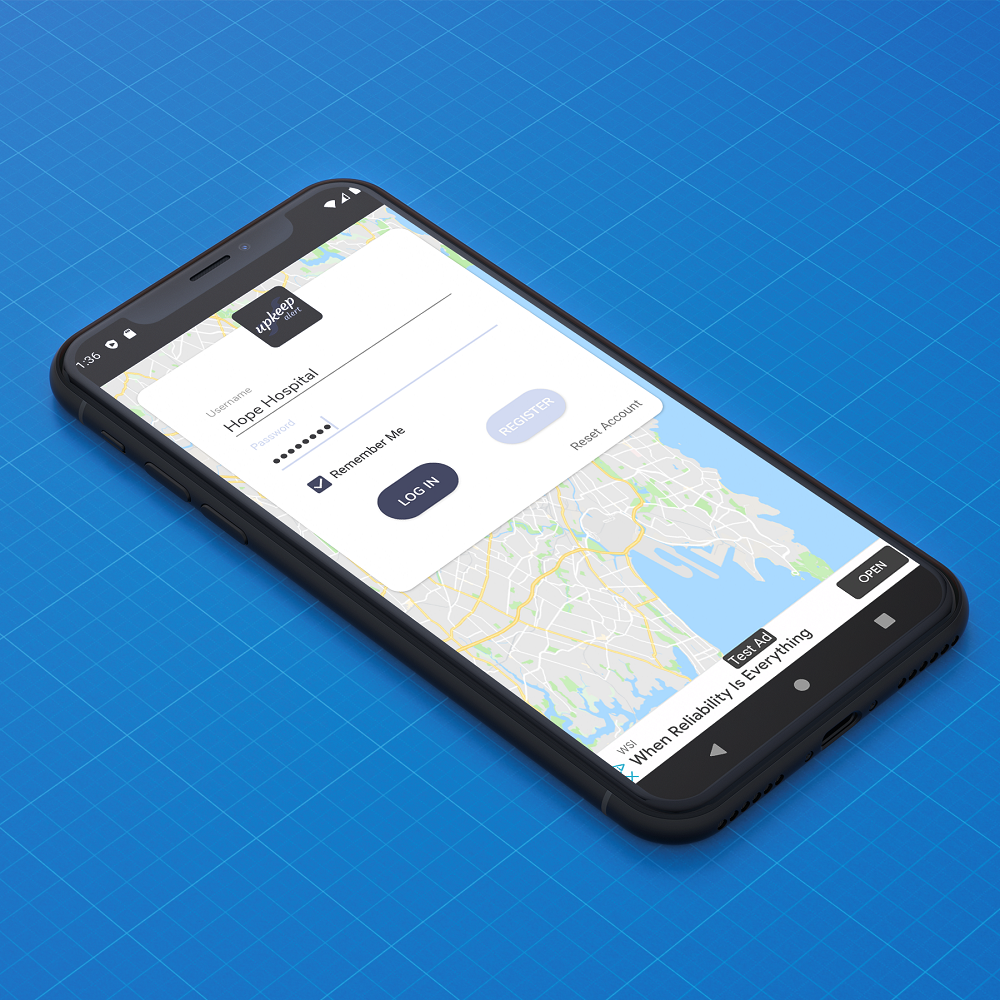 1:36
upkeep
alert
Username
Hope Hospital
Password
Remember Me
LOG IN
REGISTER
Reset Account
Test Ad
WSI
When Reliability Is Everything
OPEN